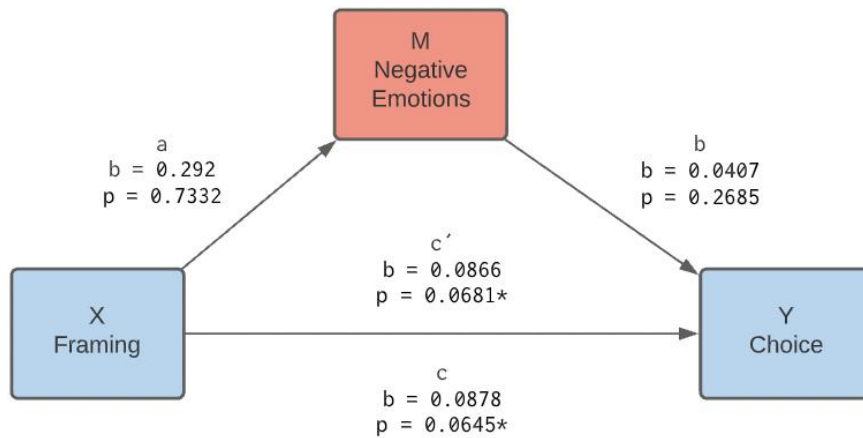 M
Negative
Emotions
a
b = 0.292
p = 0.7332
b
b = 0.0407
p = 0.2685
c´
b = 0.0866
p = 0.0681*
X
Framing
Y
Choice
c
b = 0.0878
p = 0.0645*